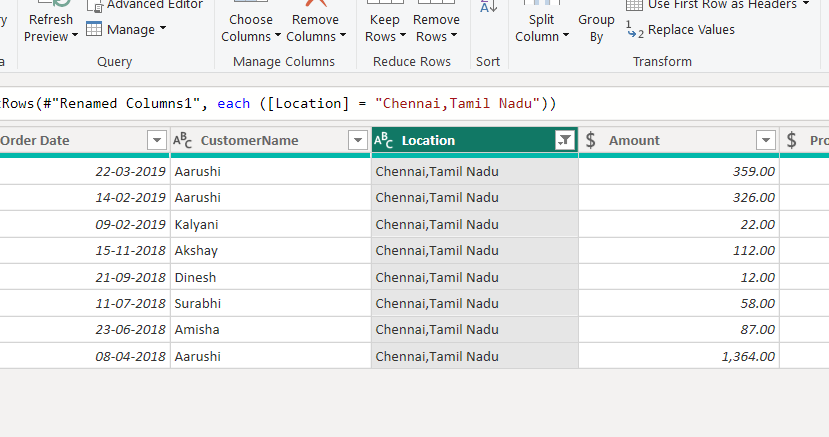 Refresh
Preview
Advanced Editor
Manage
Query
Choose
Columns
Remove
Columns
Manage Columns
Keep
Rows
Remove
Rows
Reduce Rows
Sort
Split
Column
Group
By
Use First Row as Headers
1
2 Replace Values
Transform
Rows(#"Renamed Columns1", each ([Location] = "Chennai,Tamil Nadu"))
Order Date ABC CustomerName ABC Location $ Amount $ Pro
22-03-2019 Aarushi Chennai,Tamil Nadu 359.00
14-02-2019 Aarushi Chennai,Tamil Nadu 326.00
09-02-2019 Kalyani Chennai,Tamil Nadu 22.00
15-11-2018 Akshay Chennai,Tamil Nadu 112.00
21-09-2018 Dinesh Chennai,Tamil Nadu 12.00
11-07-2018 Surabhi Chennai,Tamil Nadu 58.00
23-06-2018 Amisha Chennai,Tamil Nadu 87.00
08-04-2018 Aarushi Chennai,Tamil Nadu 1,364.00